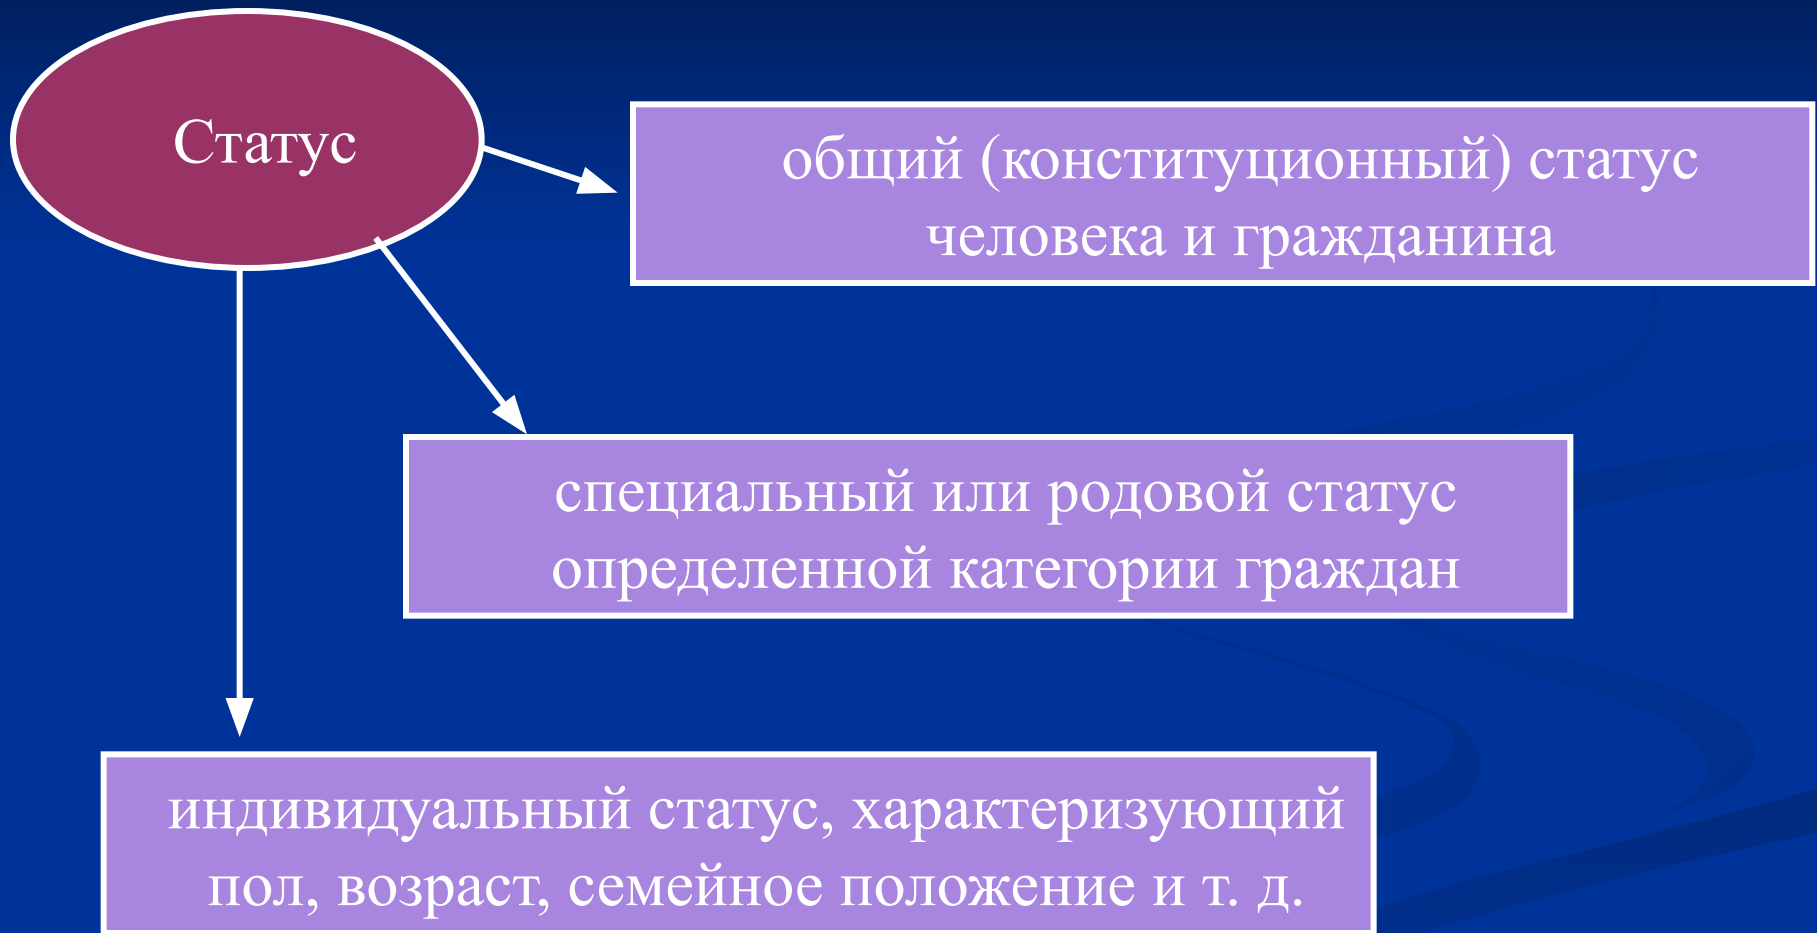 Статус
общий (конституционный) статус
человека и гражданина
специальный или родовой статус
определенной категории граждан
индивидуальный статус, характеризующий
пол, возраст, семейное положение и т. д.